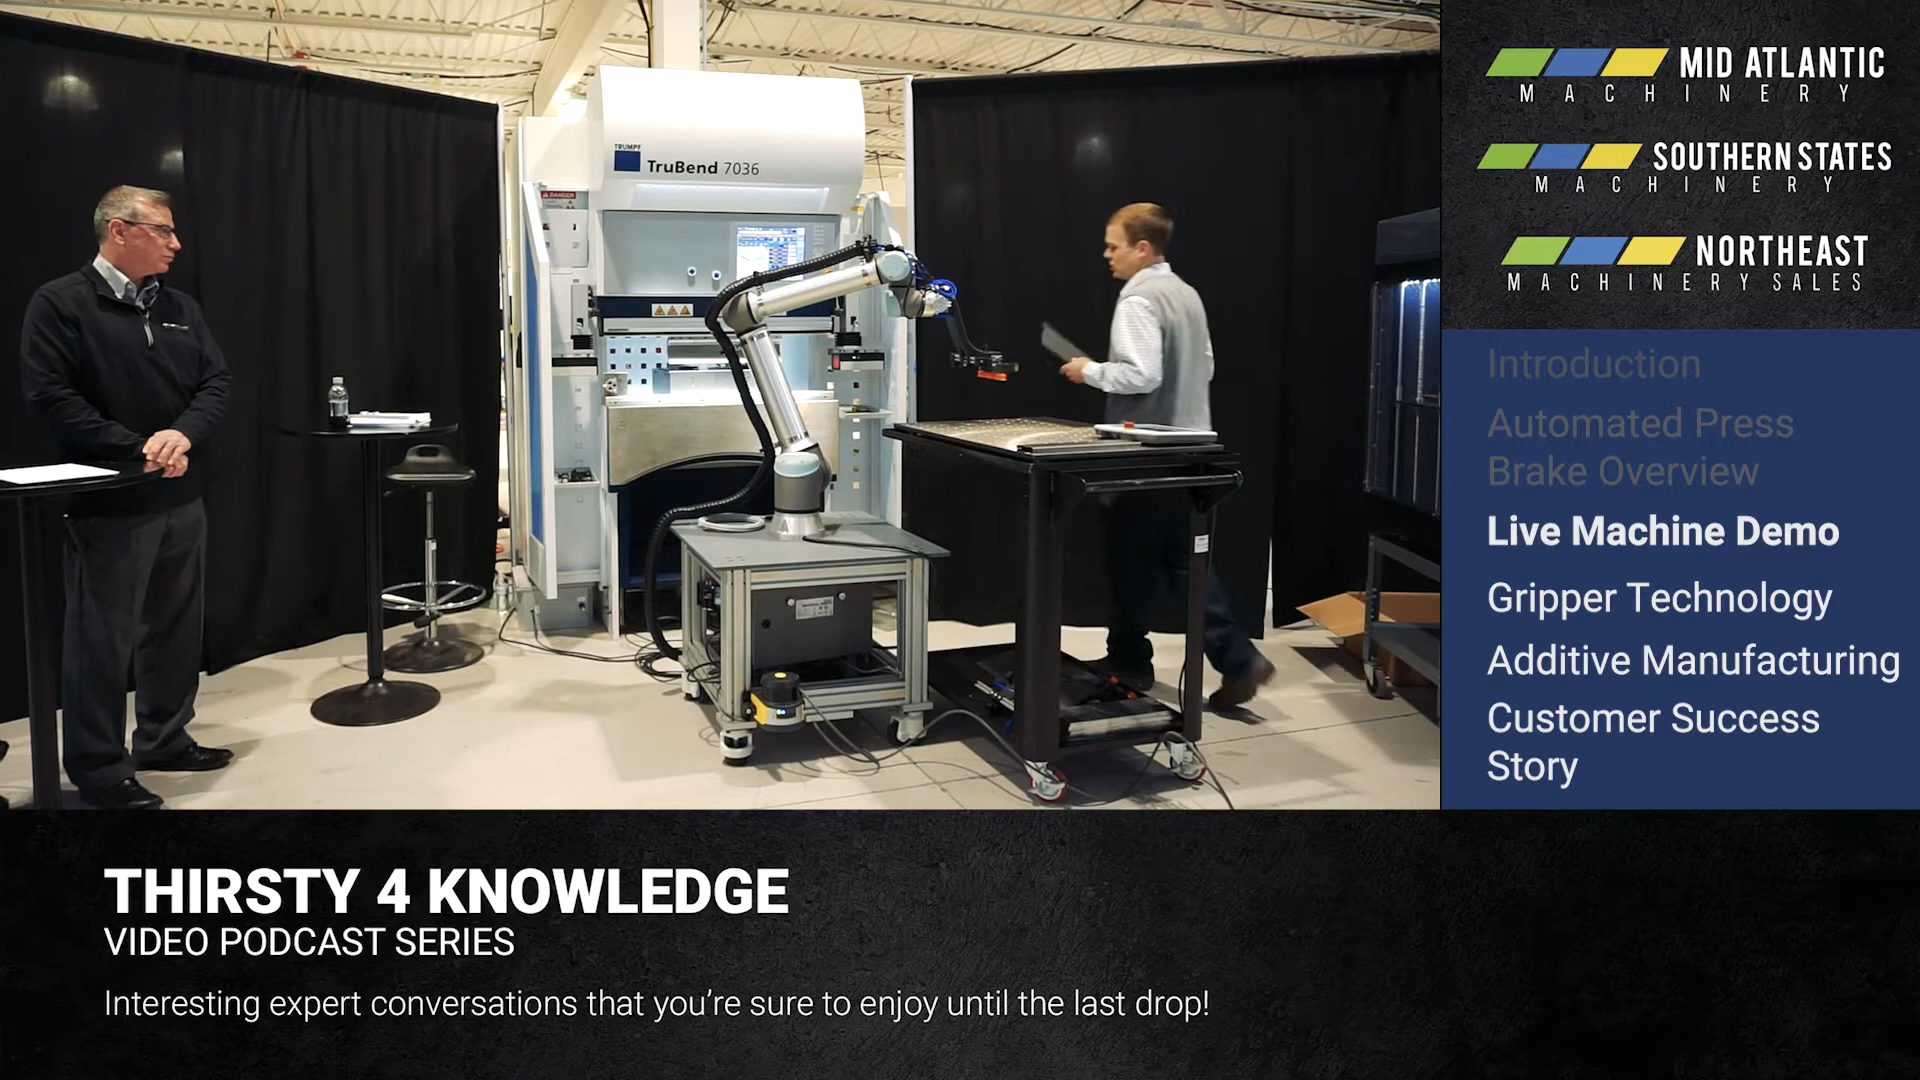 TRUMPF
TruBend 7036
DANGER
MID ATLANTIC
MACHINERY
SOUTHERN STATES
MACHINERY
NORTHEAST
MACHINERY SALES
Introduction
Automated Press
Brake Overview
Live Machine Demo
Gripper Technology
Additive Manufacturing
Customer Success
Story
THIRSTY 4 KNOWLEDGE
VIDEO PODCAST SERIES
Interesting expert conversations that you're sure to enjoy until the last drop!